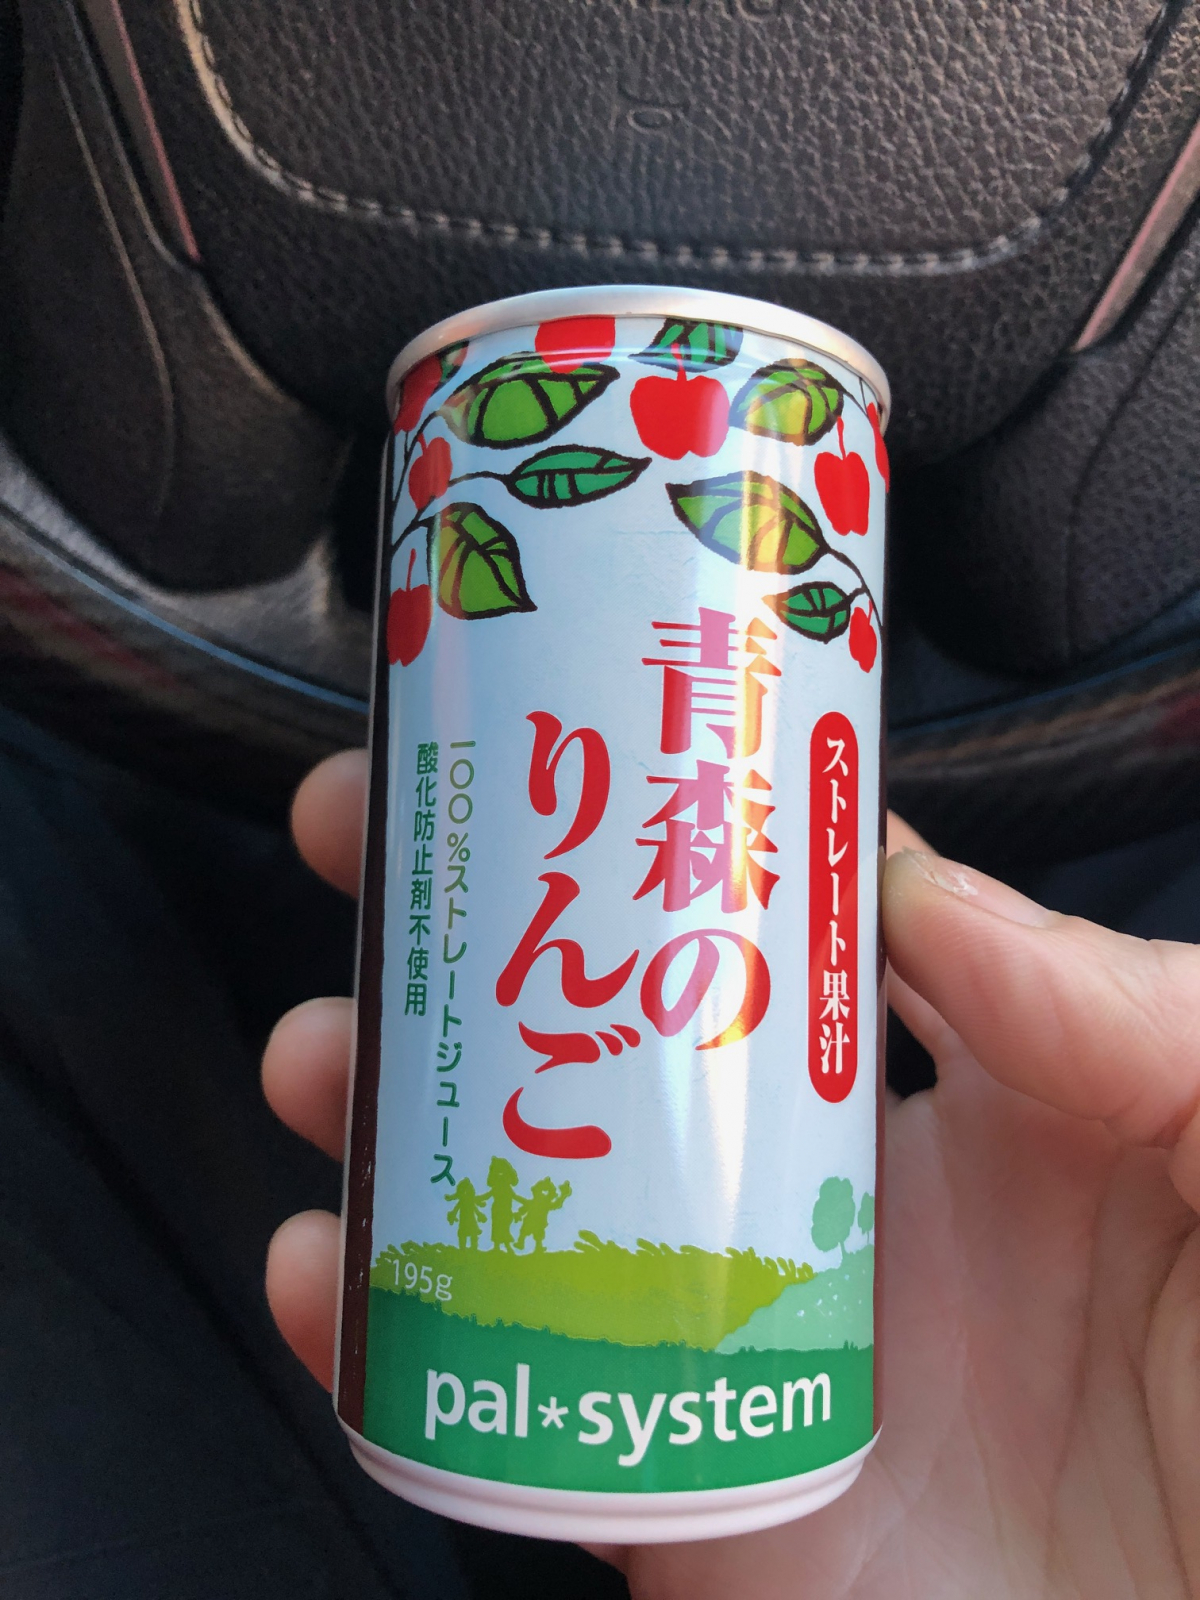 ストレート果汁
青森の
りんご
一〇〇%ストレートジュース
酸化防止剤不使用
195g
pal*system